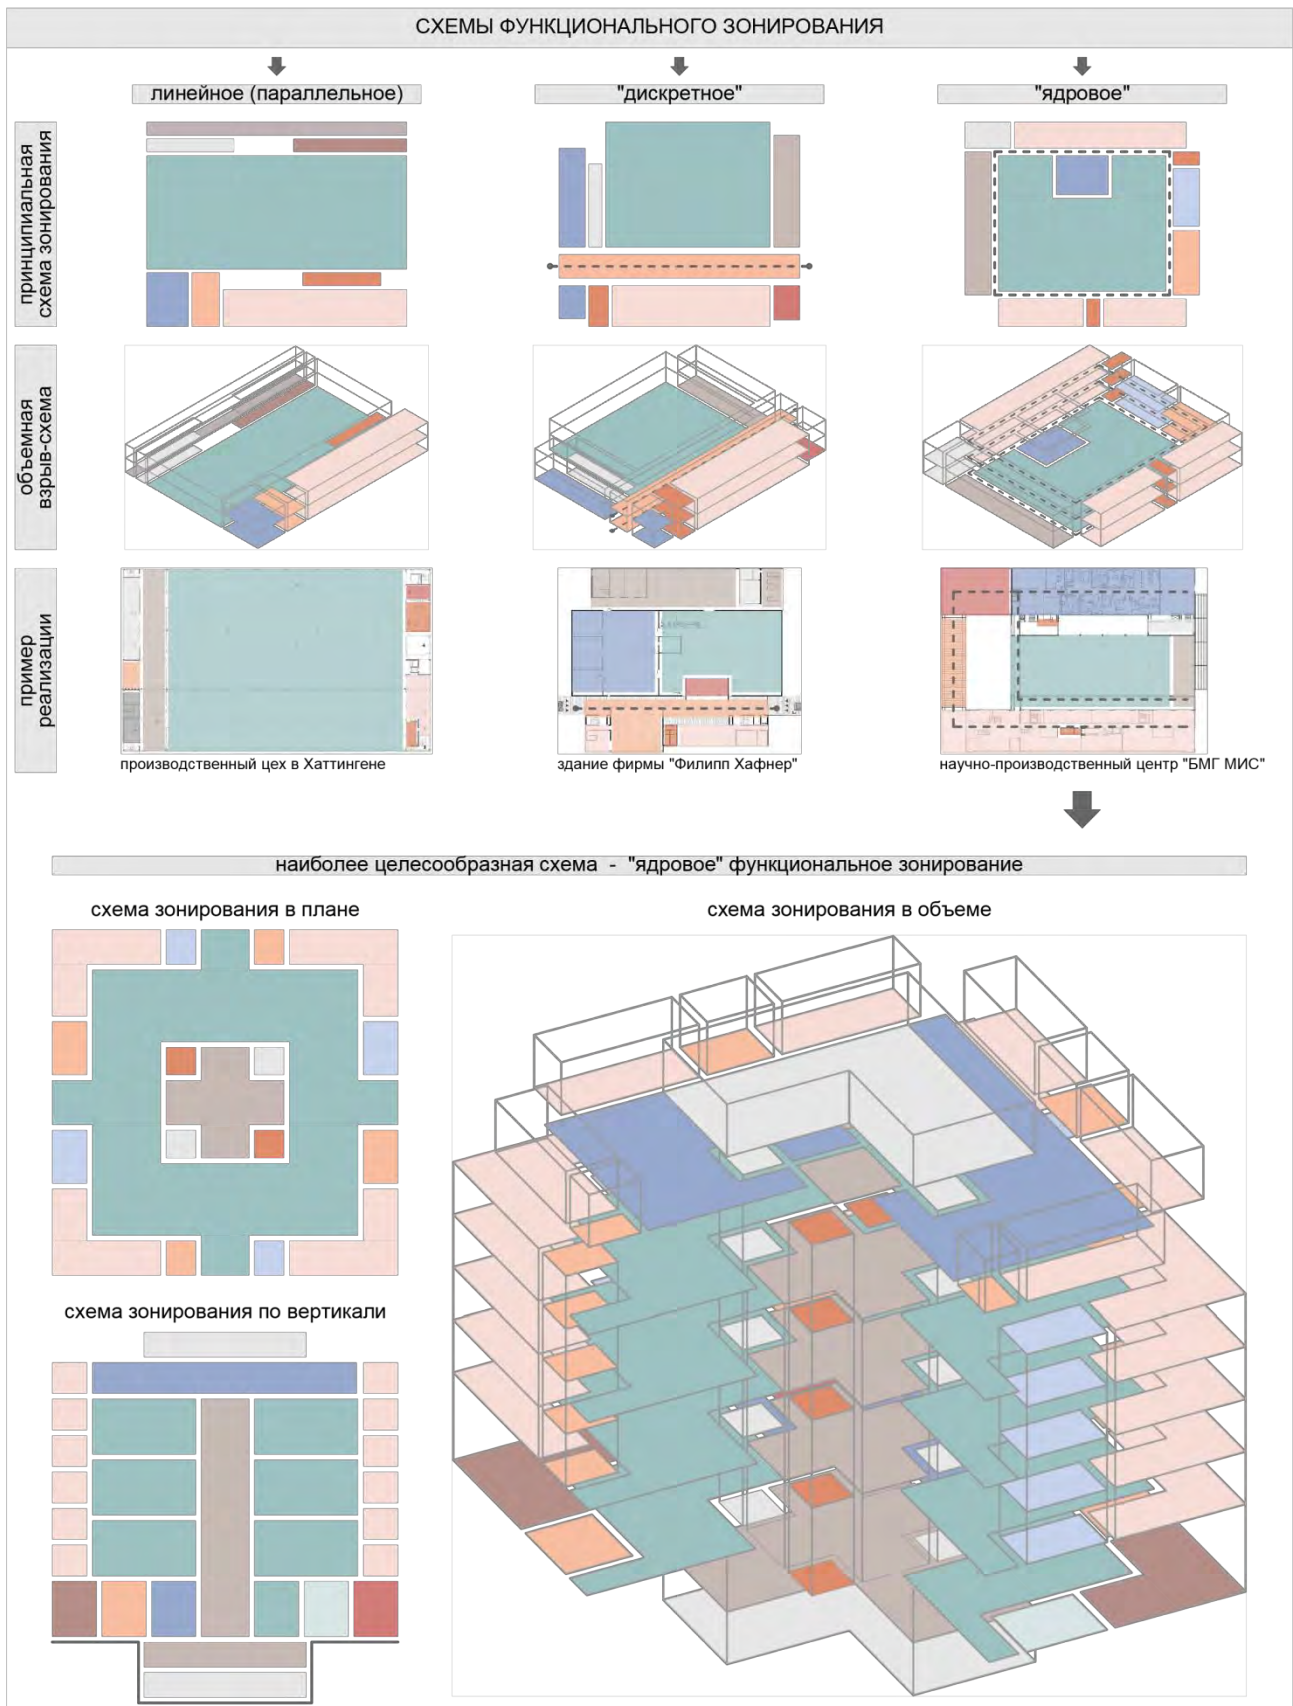 СХЕМЫ ФУНКЦИОНАЛЬНОГО ЗОНИРОВАНИЯ
линейное (параллельное)
"дискретное"
"ядровое"
принципиальная
схема зонирования
объемная
взрыв-схема
пример
реализации
производственный цех в Хаттингене
здание фирмы "Филипп Хафнер"
научно-производственный центр "БМГ МИС"
наиболее целесообразная схема - "ядровое" функциональное зонирование
схема зонирования в плане
схема зонирования в объеме
схема зонирования по вертикали